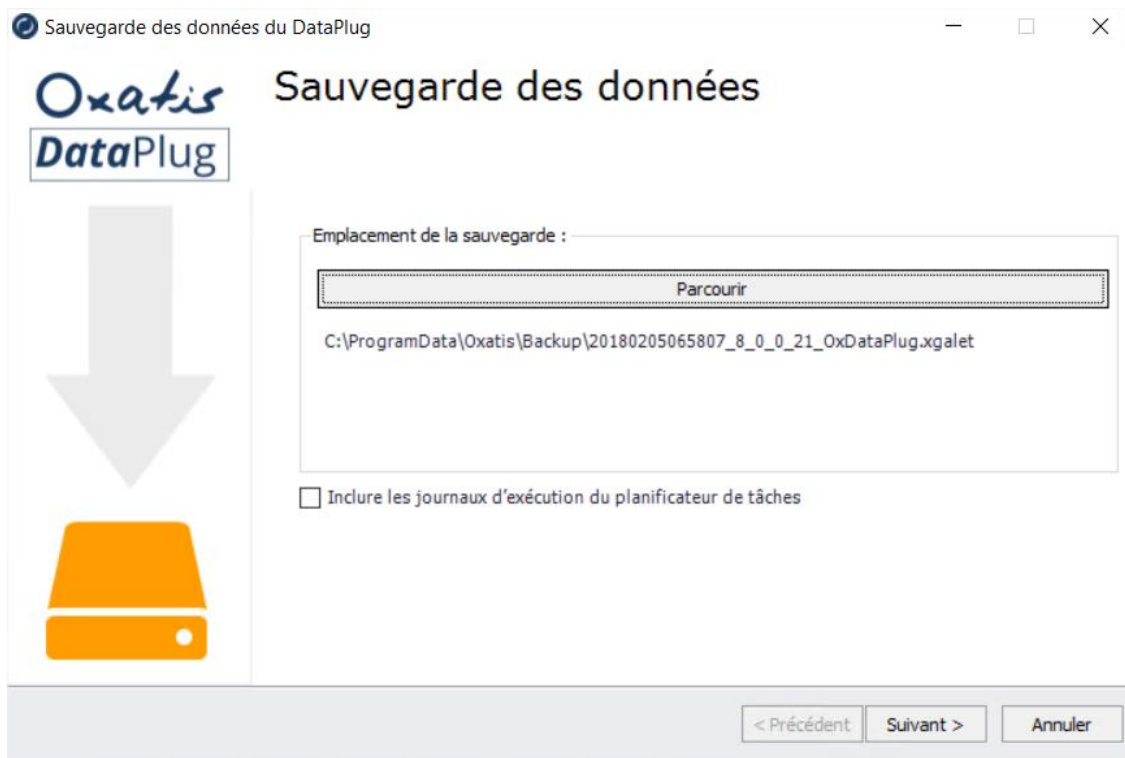 Sauvegarde des données du DataPlug
Oxatis
DataPlug
Sauvegarde des données
Emplacement de la sauvegarde :
Parcourir
C:\ProgramData\Oxatis\Backup\20180205065807_8_0_0_21_OxDataPlug.xgalet
Inclure les journaux d'exécution du planificateur de tâches
< Précédent
Suivant >
Annuler